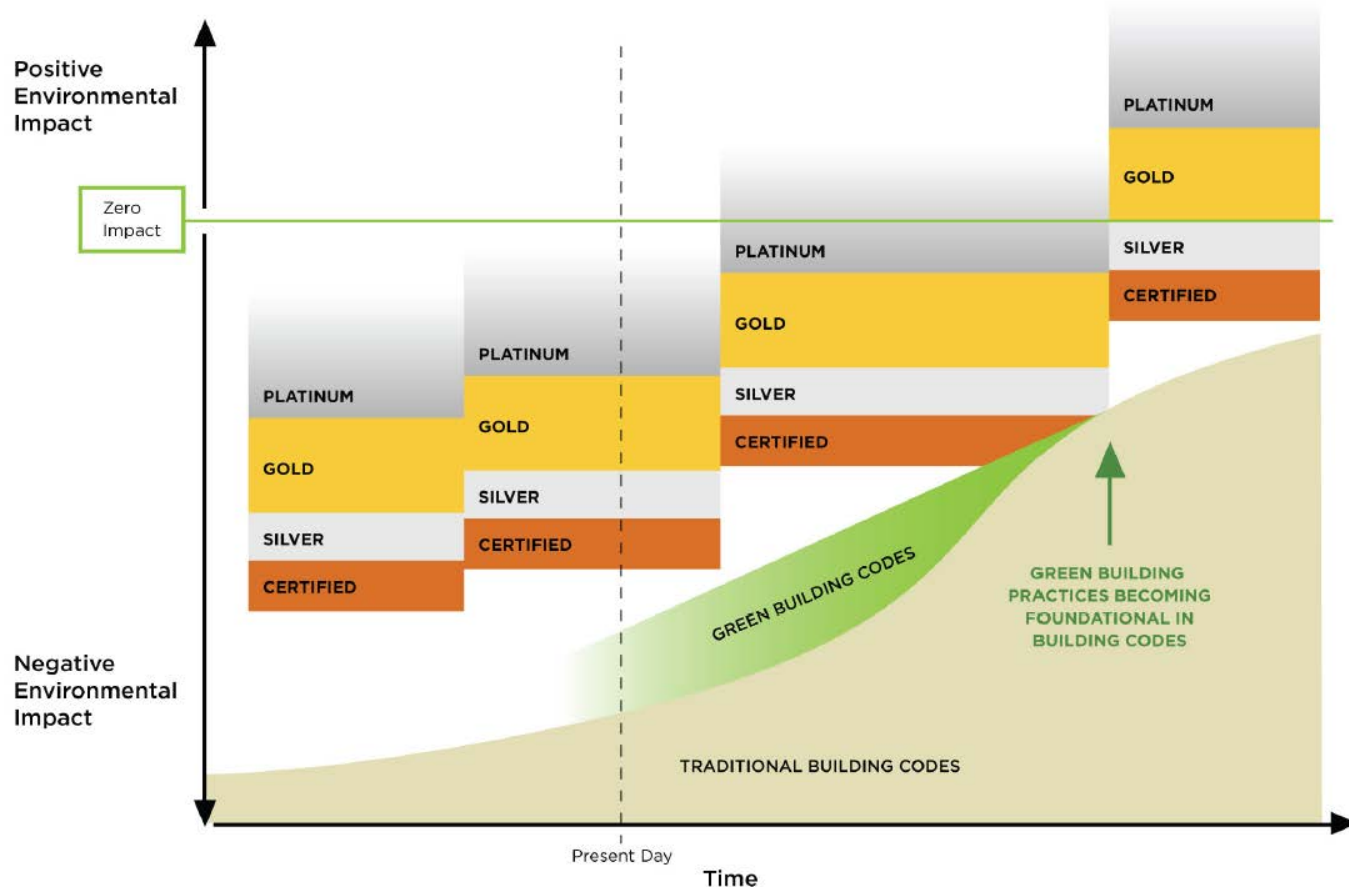 Positive
Environmental
Impact
Zero
Impact
Negative
Environmental
Impact
PLATINUM
GOLD
SILVER
CERTIFIED
PLATINUM
GOLD
SILVER
CERTIFIED
PLATINUM
GOLD
SILVER
CERTIFIED
PLATINUM
GOLD
SILVER
CERTIFIED
GREEN BUILDING CODES
GREEN BUILDING
PRACTICES BECOMING
FOUNDATIONAL IN
BUILDING CODES
TRADITIONAL BUILDING CODES
Present Day
Time